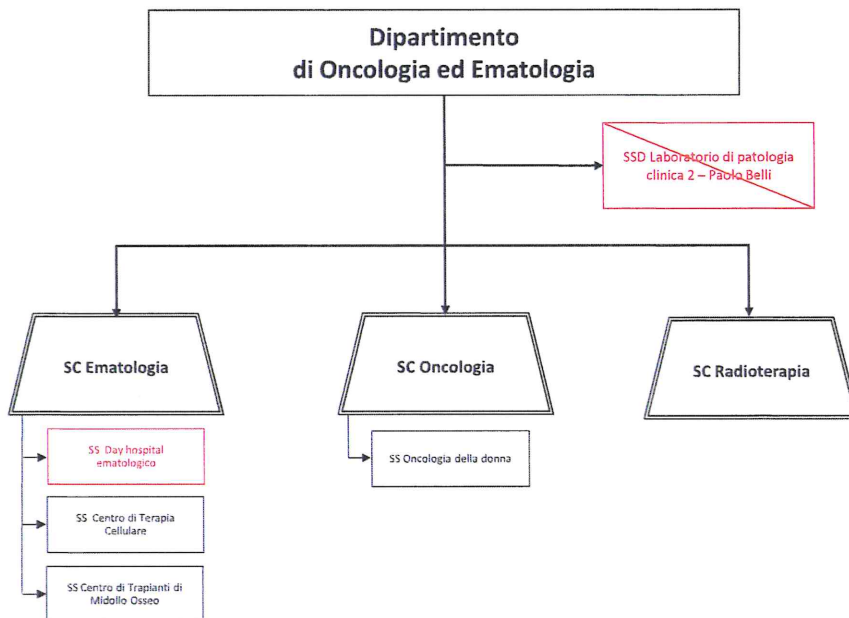 Dipartimento
di Oncologia ed Ematologia
SSD Laboratorio di patologia
clinica 2 – Paolo Belli
SC Ematologia
SC Oncologia
SC Radioterapia
SS Day hospital
ematologico
SS Oncologia della donna
SS Centro di Terapia
Cellulare
SS Centro di Trapianti di
Midollo Osseo